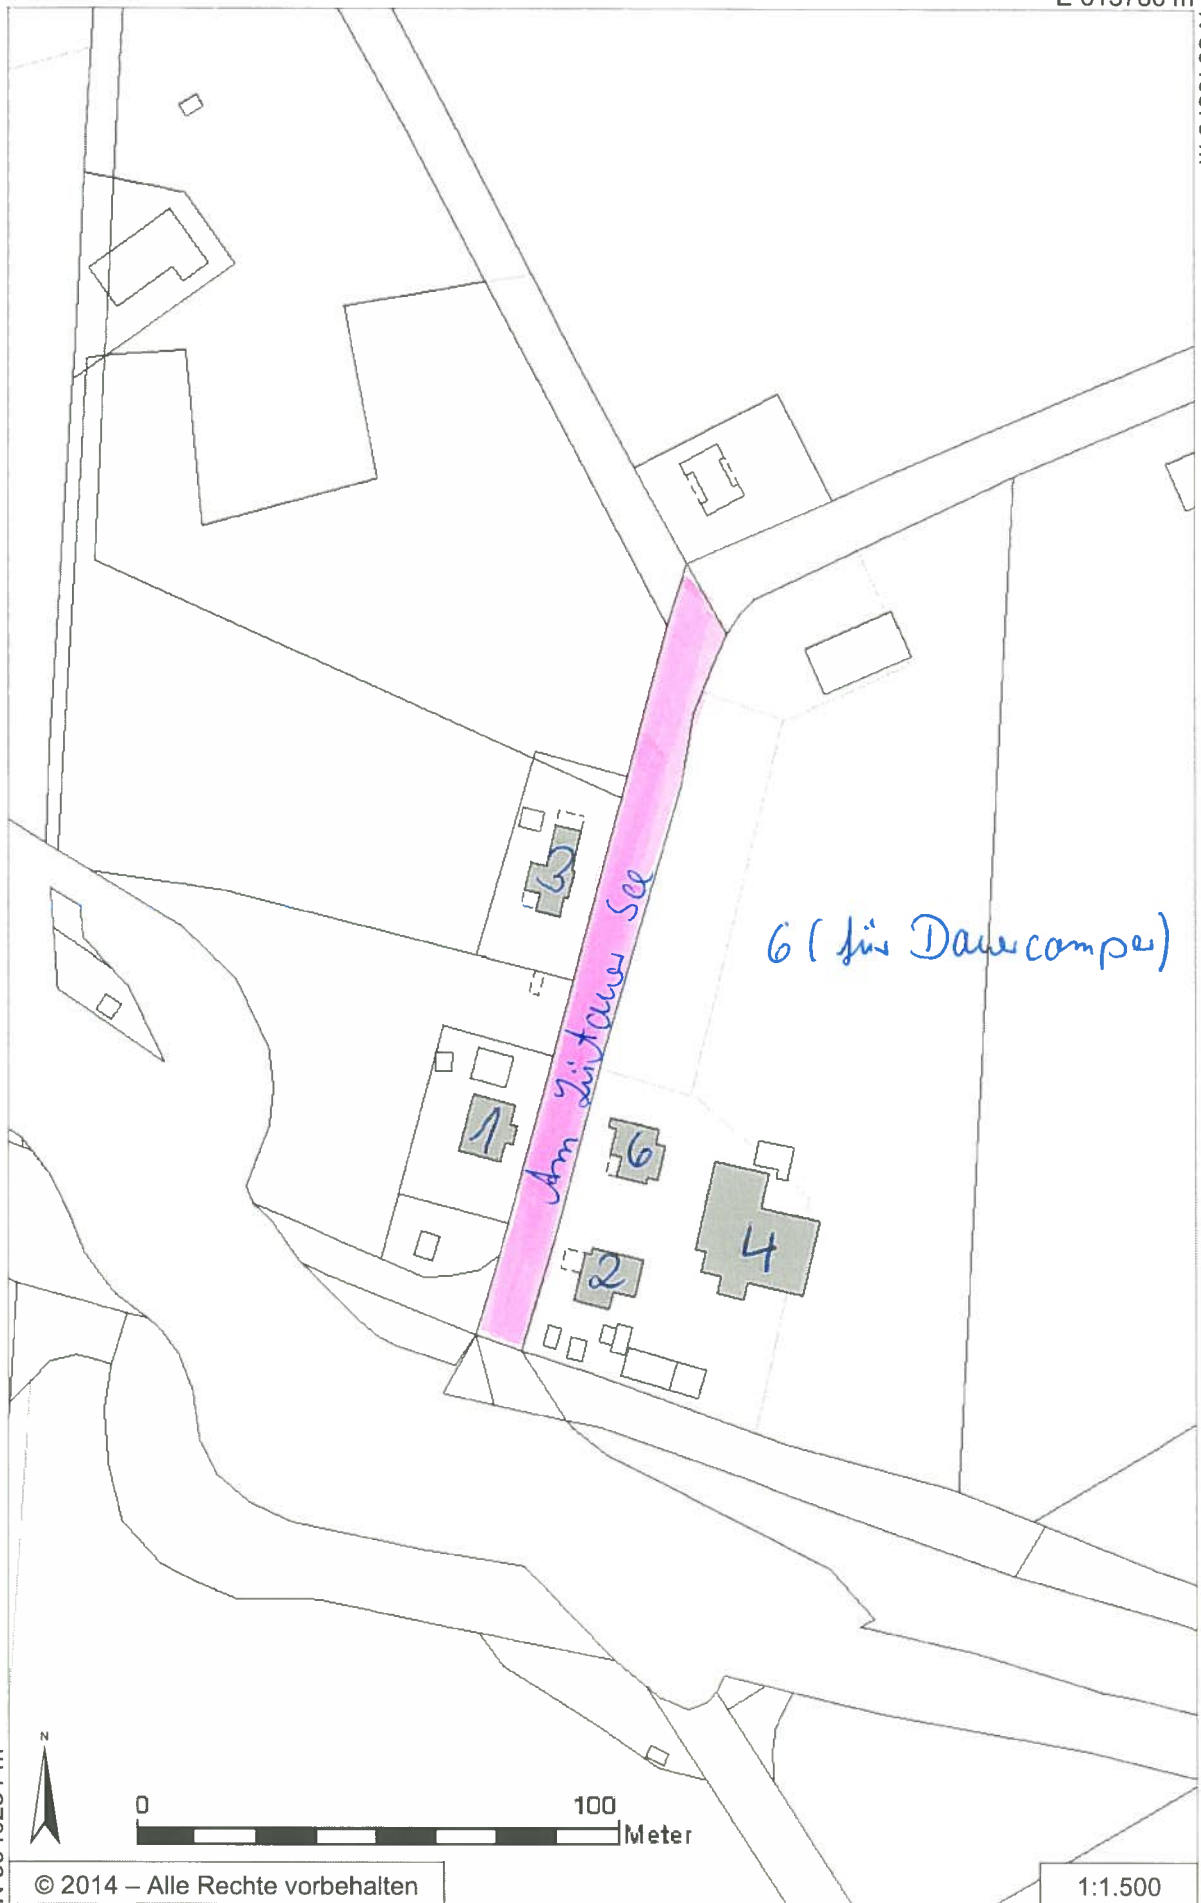 3
Am Lütauer See
6 (für Dauercamper)
1
6
4
2
N
0 100
Meter
© 2014 – Alle Rechte vorbehalten
1:1.500